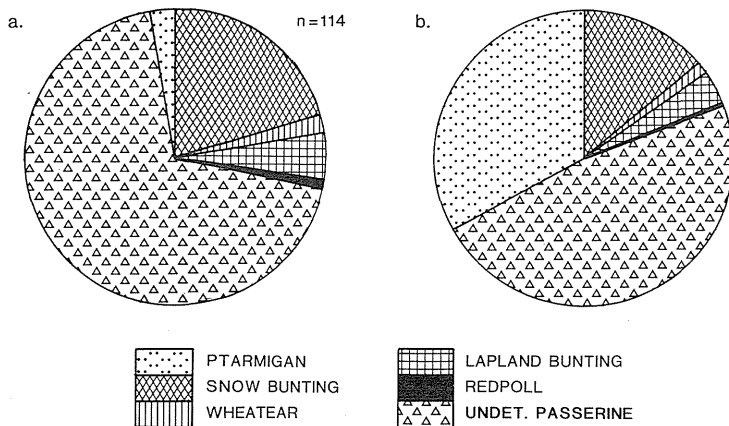 a.
n=114
b.
PTARMIGAN
SNOW BUNTING
WHEATEAR
LAPLAND BUNTING
REDPOLL
UNDET. PASSERINE